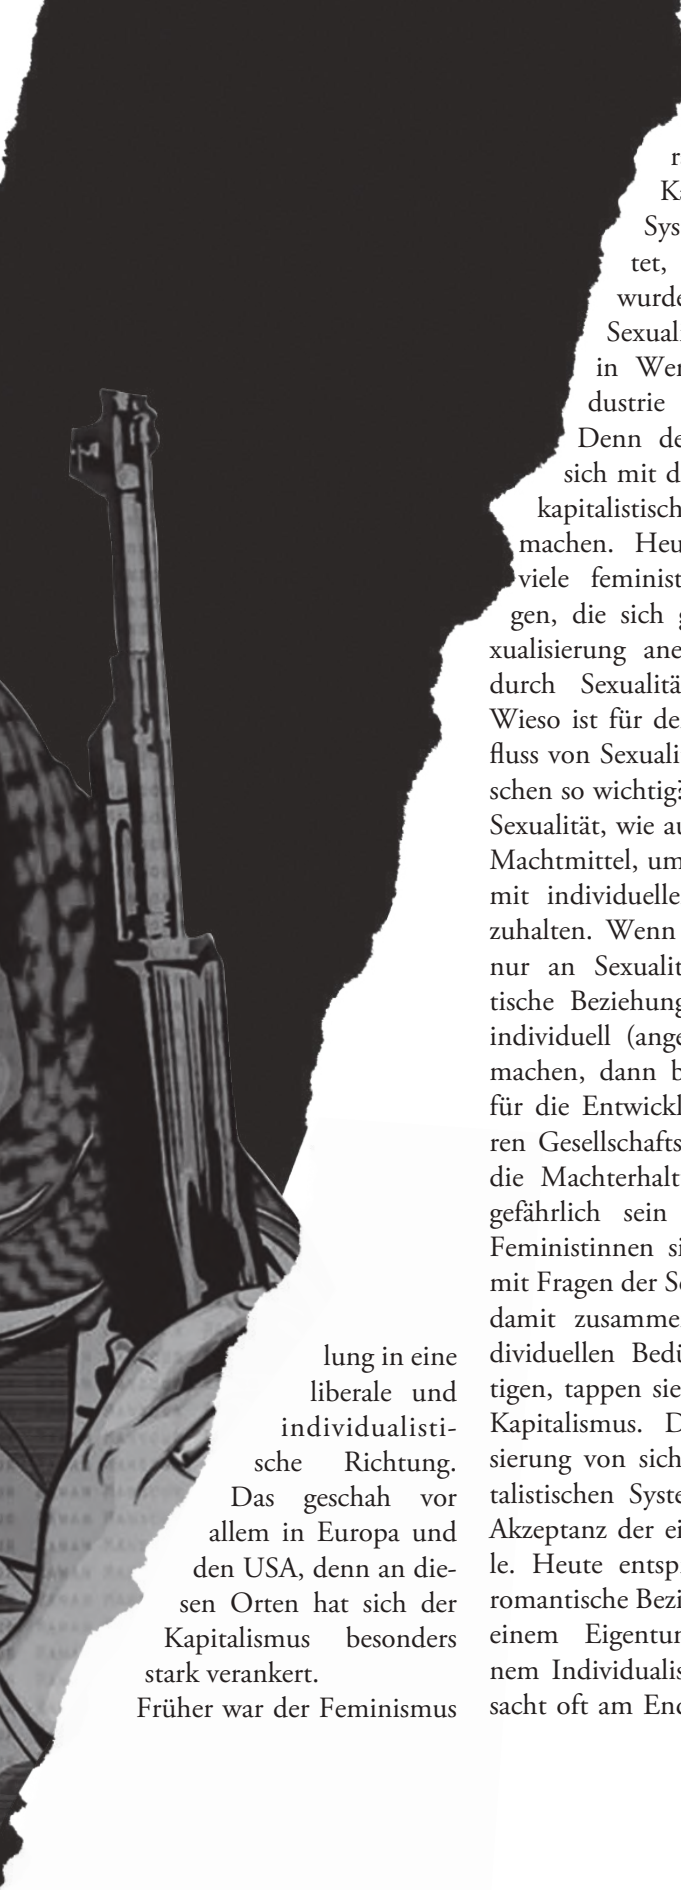 lung in eine
liberale und
individualisti-
sche Richtung.
Das geschah vor
allem in Europa und
den USA, denn an die-
sen Orten hat sich der
Kapitalismus besonders
stark verankert.
Früher war der Feminismus
r
K
Sys
tet,
wurde
Sexuali
in Wer
dustrie
Denn de
sich mit d
kapitalistisch
machen. Heu
viele feminist
gen, die sich g
xualisierung ane
durch Sexualitä
Wieso ist für de
fluss von Sexuali
schen so wichtig?
Sexualität, wie au
Machtmittel, um
mit individuelle
zuhalten. Wenn
nur an Sexualit
tische Beziehung
individuell (ange
machen, dann b
für die Entwickl
ren Gesellschafts
die Machterhalt
gefährlich sein
Feministinnen si
mit Fragen der Se
damit zusamme
dividuellen Bedü
tigen, tappen sie
Kapitalismus. D
sierung von sich
talistischen Syste
Akzeptanz der ei
le. Heute entsp
romantische Bezi
einem Eigentu
nem Individualis
sacht oft am End